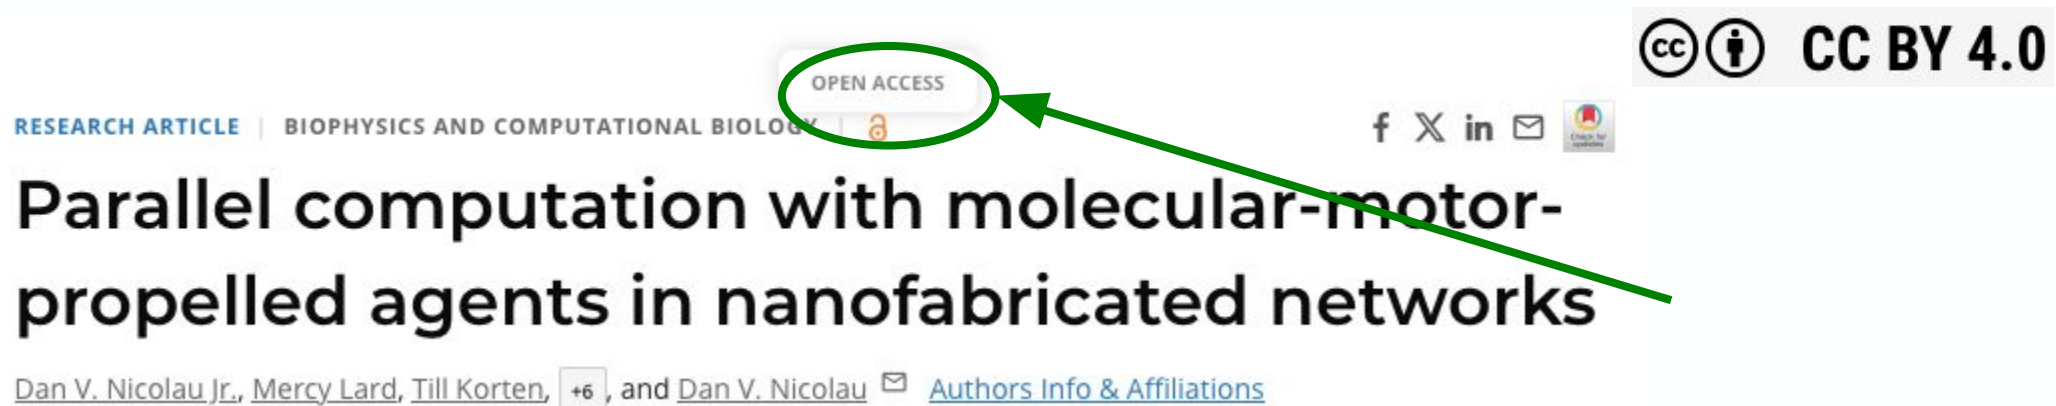 CC BY 4.0
OPEN ACCESS
RESEARCH ARTICLE | BIOPHYSICS AND COMPUTATIONAL BIOLOGY |
Parallel computation with molecular-motor-
propelled agents in nanofabricated networks
Dan V. Nicolau Jr., Mercy Lard, Till Korten, +6, and Dan V. Nicolau Authors Info & Affiliations